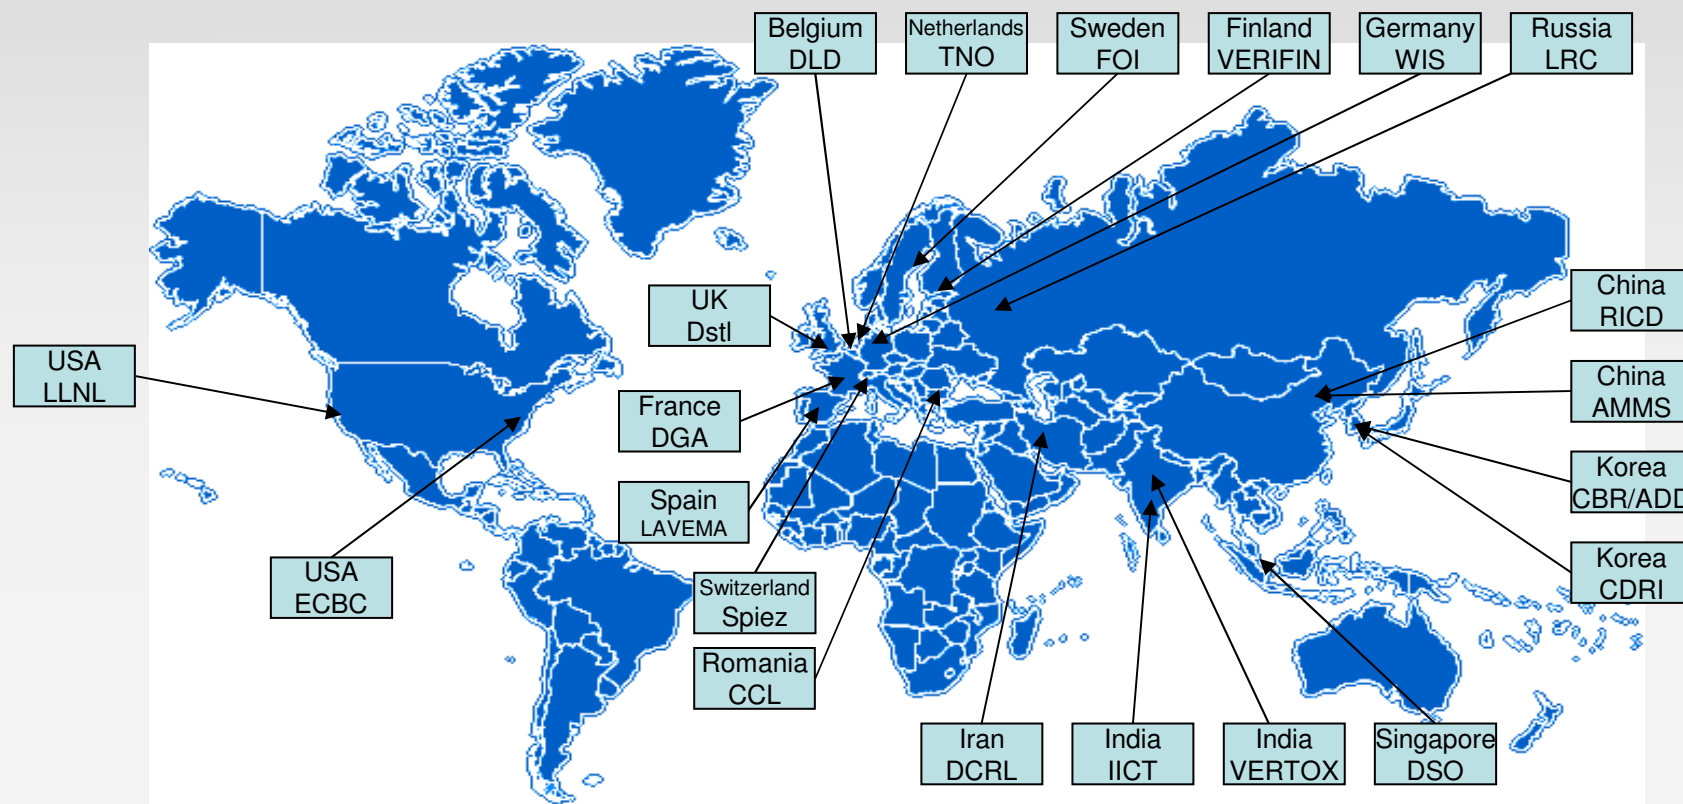 Belgium
DLD
Netherlands
TNO
Sweden
FOI
Finland
VERIFIN
Germany
WIS
Russia
LRC
UK
Dstl
China
RICD
USA
LLNL
China
AMMS
France
DGA
Korea
CBR/ADD
Spain
LAVEMA
Korea
CDRI
USA
ECBC
Switzerland
Spiez
Romania
CCL
Iran
DCRL
India
IICT
India
VERTOX
Singapore
DSO